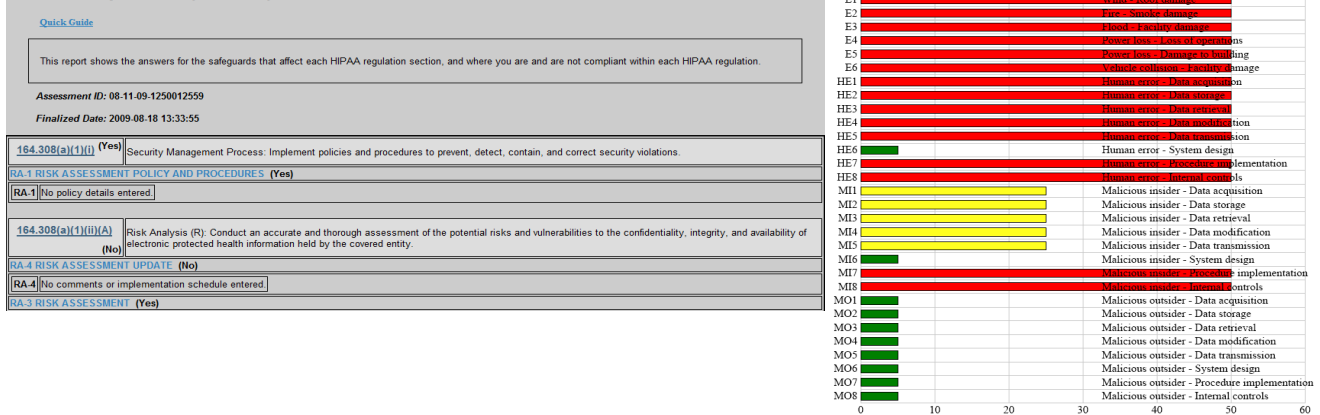 Quick Guide
This report shows the answers for the safeguards that affect each HIPAA regulation section, and where you are and are not compliant within each HIPAA regulation.
Assessment ID: 08-11-09-1250012559
Finalized Date: 2009-08-18 13:33:55
164.308(a)(1)(i) (Yes) Security Management Process: Implement policies and procedures to prevent, detect, contain, and correct security violations.
RA-1 RISK ASSESSMENT POLICY AND PROCEDURES (Yes)
RA-1 No policy details entered.
164.308(a)(1)(ii)(A) (No) Risk Analysis (R): Conduct an accurate and thorough assessment of the potential risks and vulnerabilities to the confidentiality, integrity, and availability of
electronic protected health information held by the covered entity.
RA-4 RISK ASSESSMENT UPDATE (No)
RA-4 No comments or implementation schedule entered.
RA-3 RISK ASSESSMENT (Yes)
E1 Wind - Roof damage
E2 Fire - Smoke damage
E3 Flood - Facility damage
E4 Power loss - Loss of operations
E5 Power loss - Damage to building
E6 Vehicle collision - Facility damage
HE1 Human error - Data acquisition
HE2 Human error - Data storage
HE3 Human error - Data retrieval
HE4 Human error - Data modification
HE5 Human error - Data transmission
HE6 Human error - System design
HE7 Human error - Procedure implementation
HE8 Human error - Internal controls
MI1 Malicious insider - Data acquisition
MI2 Malicious insider - Data storage
MI3 Malicious insider - Data retrieval
MI4 Malicious insider - Data modification
MI5 Malicious insider - Data transmission
MI6 Malicious insider - System design
MI7 Malicious insider - Procedure implementation
MI8 Malicious insider - Internal controls
MO1 Malicious outsider - Data acquisition
MO2 Malicious outsider - Data storage
MO3 Malicious outsider - Data retrieval
MO4 Malicious outsider - Data modification
MO5 Malicious outsider - Data transmission
MO6 Malicious outsider - System design
MO7 Malicious outsider - Procedure implementation
MO8 Malicious outsider - Internal controls
0 10 20 30 40 50 60